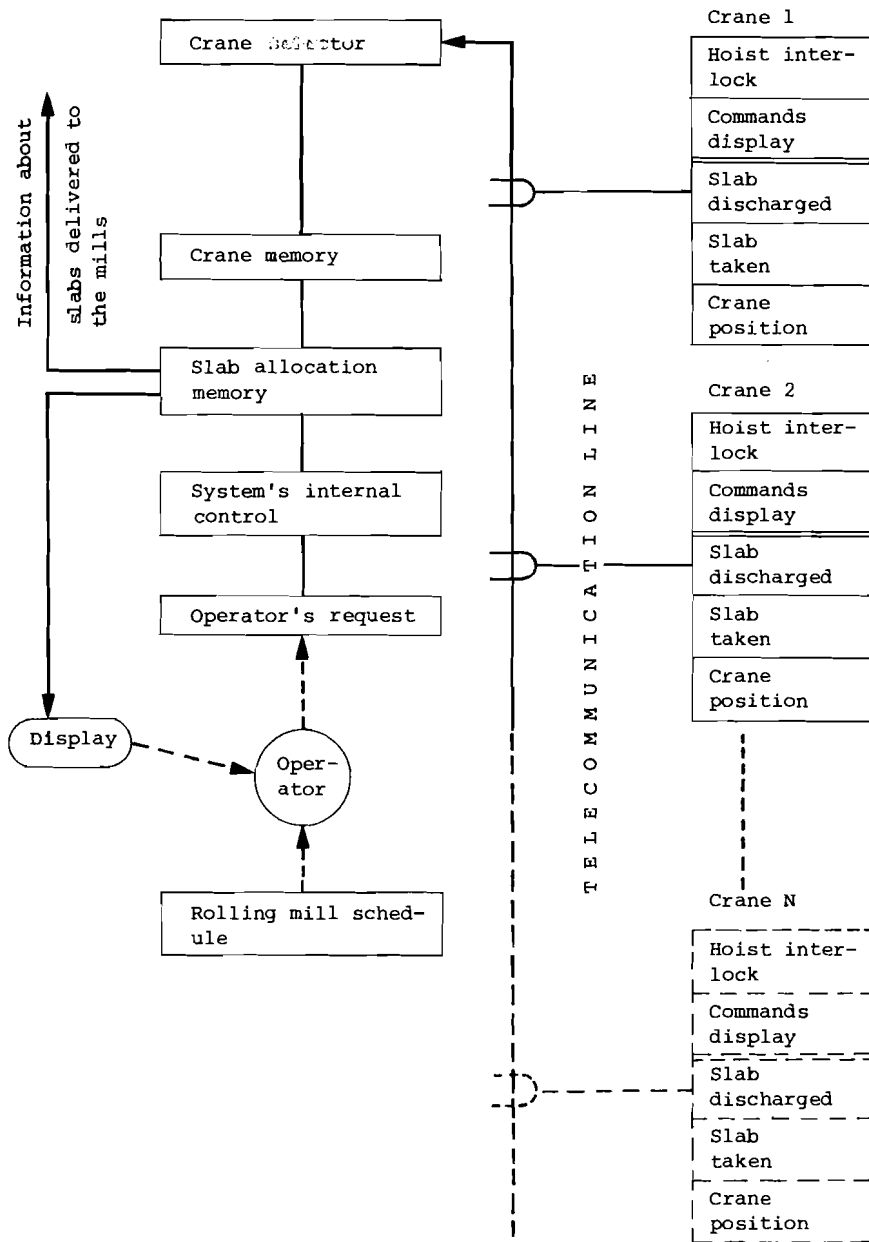 Crane selector
Information about
slabs delivered to
the mills
Crane memory
Slab allocation
memory
System's internal
control
Operator's request
Display
Oper-
ator
Rolling mill sched-
ule
TELECOMMUNICATION LINE
Crane 1
Hoist inter-
lock
Commands
display
Slab
discharged
Slab
taken
Crane
position
Crane 2
Hoist inter-
lock
Commands
display
Slab
discharged
Slab
taken
Crane
position
Crane N
Hoist inter-
lock
Commands
display
Slab
discharged
Slab
taken
Crane
position